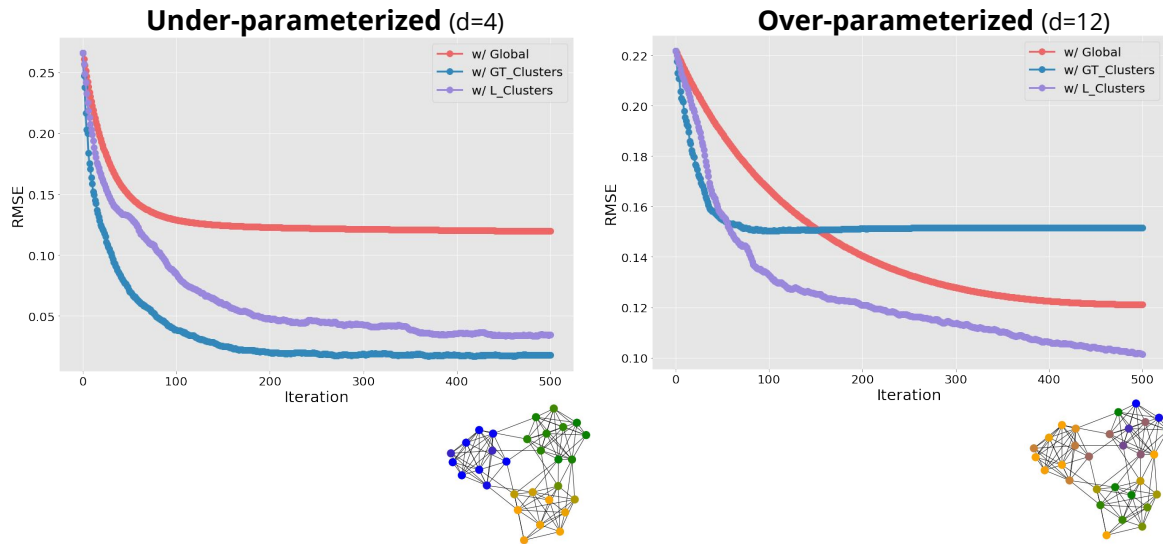 Under-parameterized (d=4)
w/ Global
w/ GT_Clusters
w/ L_Clusters
0.25
0.20
0.15
0.10
0.05
RMSE
0 100 200 300 400 500
Iteration
Over-parameterized (d=12)
w/ Global
w/ GT_Clusters
w/ L_Clusters
0.22
0.20
0.18
0.16
0.14
0.12
0.10
RMSE
0 100 200 300 400 500
Iteration